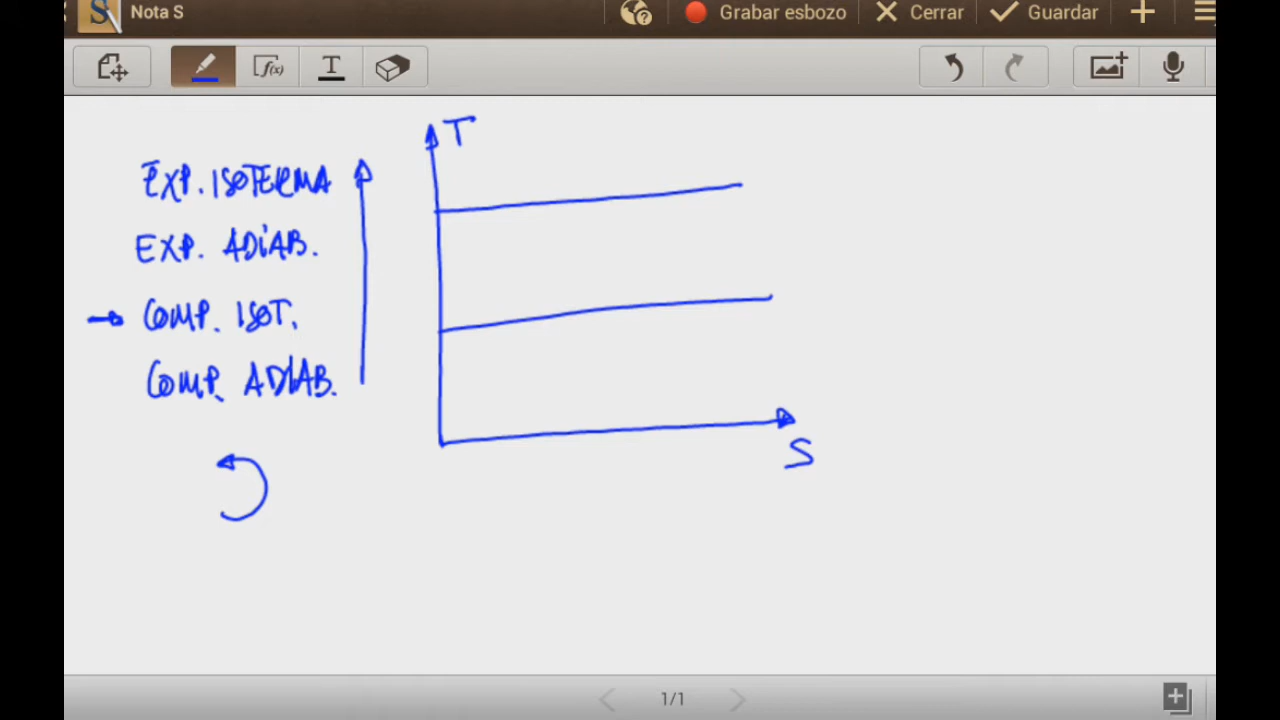 S Nota S
Grabar esbozo
Cerrar
Guardar
f(x)
T
T
EXP. ISOTERMA
EXP. ADiAB.
COMP. ISOT.
COMP. ADIAB.
S
1/1